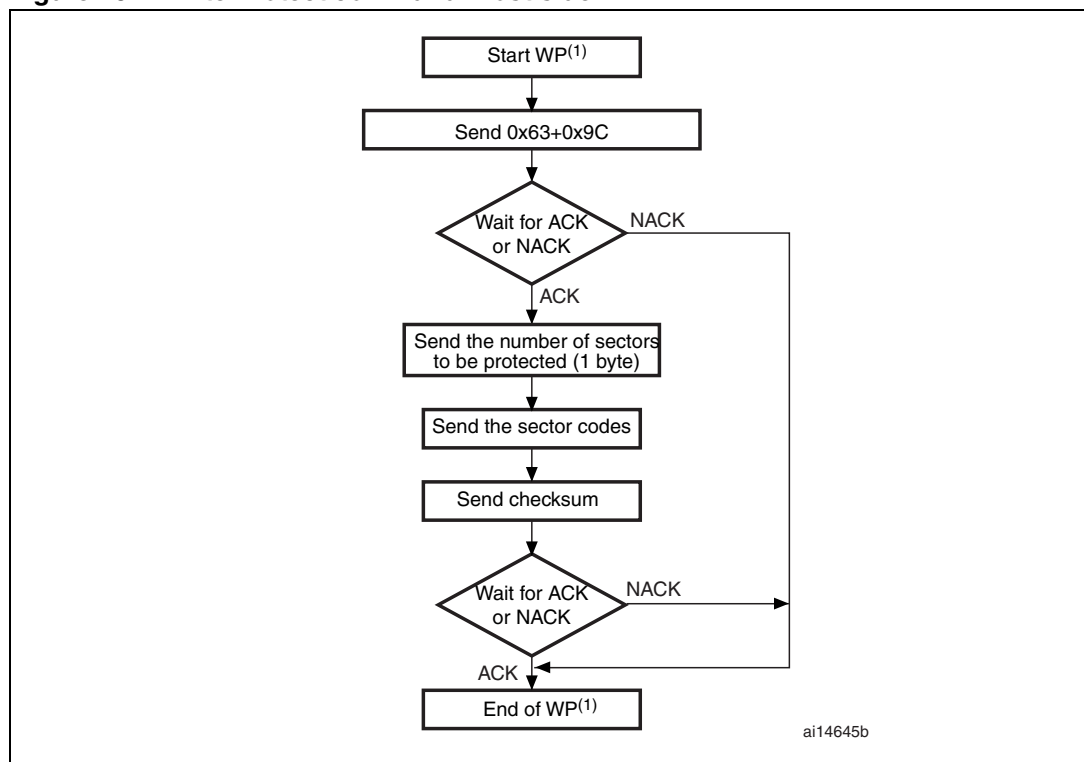 Start WP(1)
Send 0x63+0x9C
Wait for ACK
or NACK
NACK
ACK
Send the number of sectors
to be protected (1 byte)
Send the sector codes
Send checksum
Wait for ACK
or NACK
NACK
ACK
End of WP(1)
ai14645b